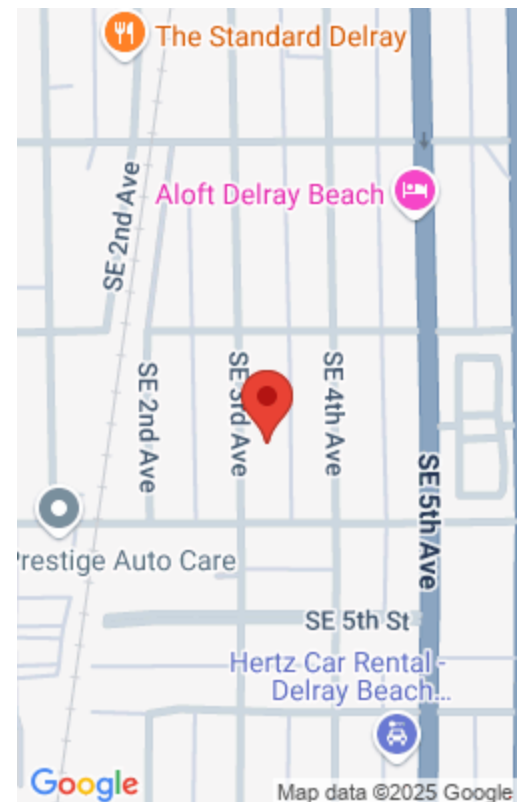 The Standard Delray
SE 2nd Ave
Aloft Delray Beach
SE 2nd Ave
SE 3rd Ave
SE 4th Ave
SE 5th Ave
Prestige Auto Care
SE 5th St
Hertz Car Rental -
Delray Beach...
Google
Map data ©2025 Google